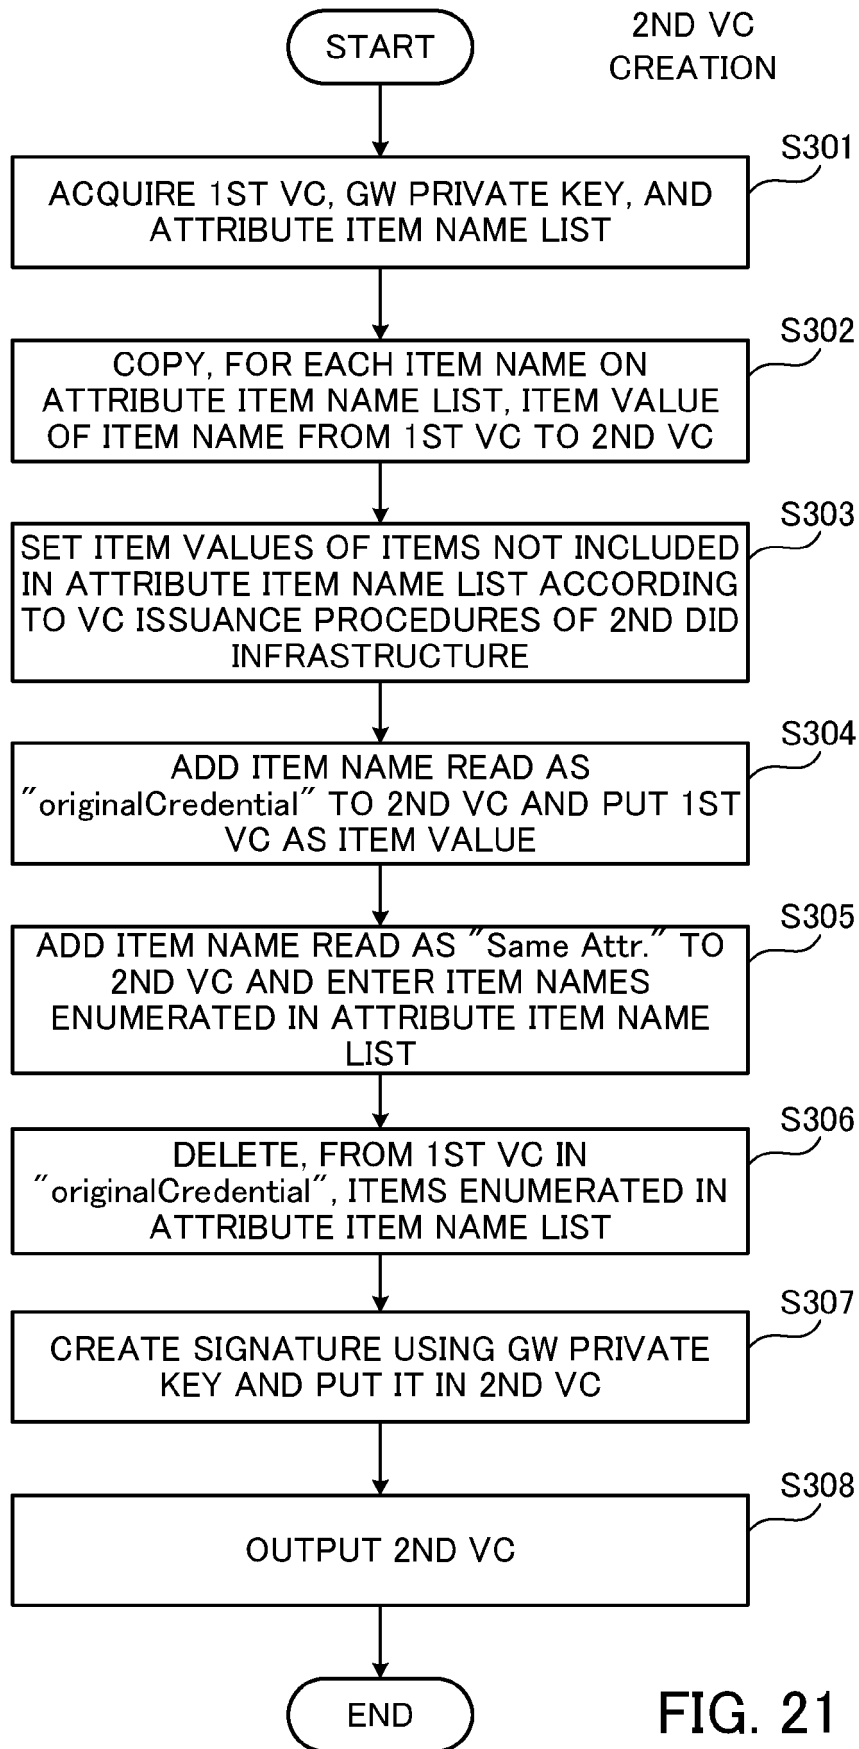 START
2ND VC
CREATION
S301
ACQUIRE 1ST VC, GW PRIVATE KEY, AND
ATTRIBUTE ITEM NAME LIST
S302
COPY, FOR EACH ITEM NAME ON
ATTRIBUTE ITEM NAME LIST, ITEM VALUE
OF ITEM NAME FROM 1ST VC TO 2ND VC
S303
SET ITEM VALUES OF ITEMS NOT INCLUDED
IN ATTRIBUTE ITEM NAME LIST ACCORDING
TO VC ISSUANCE PROCEDURES OF 2ND DID
INFRASTRUCTURE
S304
ADD ITEM NAME READ AS
"originalCredential" TO 2ND VC AND PUT 1ST
VC AS ITEM VALUE
S305
ADD ITEM NAME READ AS "Same Attr." TO
2ND VC AND ENTER ITEM NAMES
ENUMERATED IN ATTRIBUTE ITEM NAME
LIST
S306
DELETE, FROM 1ST VC IN
"originalCredential", ITEMS ENUMERATED IN
ATTRIBUTE ITEM NAME LIST
S307
CREATE SIGNATURE USING GW PRIVATE
KEY AND PUT IT IN 2ND VC
S308
OUTPUT 2ND VC
END
FIG. 21